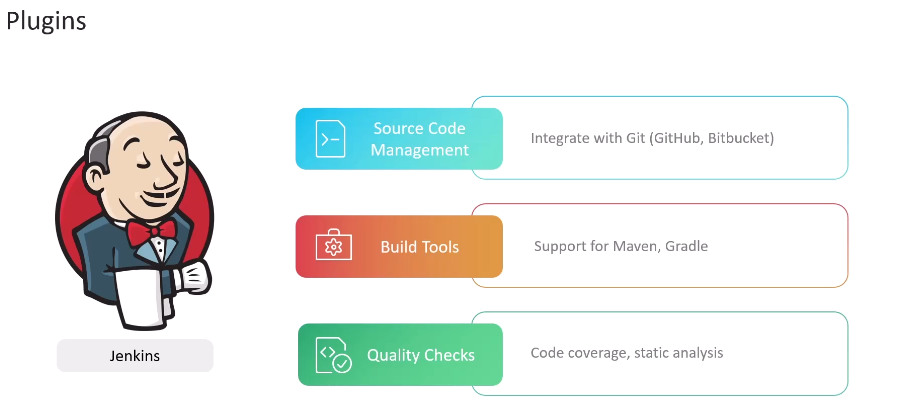 Plugins
Source Code
Management
Integrate with Git (GitHub, Bitbucket)
Build Tools
Support for Maven, Gradle
Quality Checks
Code coverage, static analysis
Jenkins